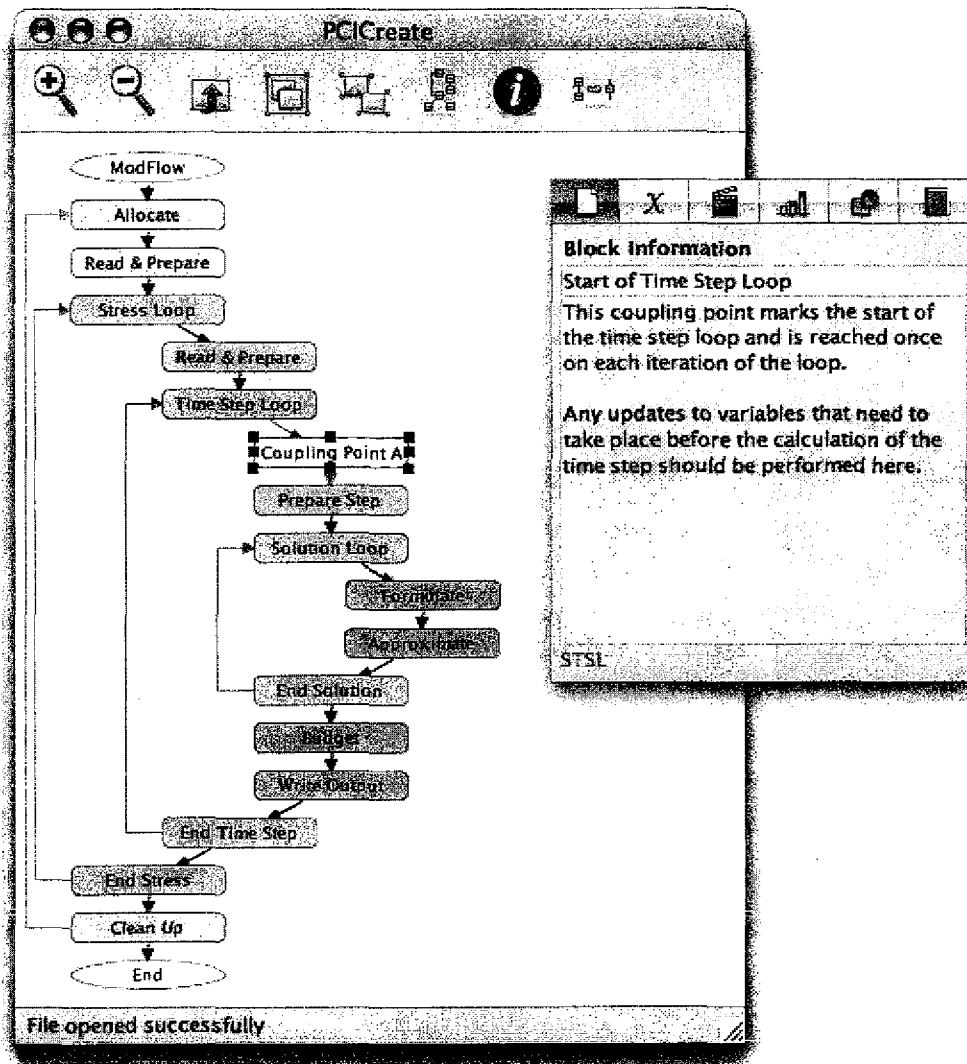 PCICreate
ModFlow
Allocate
Read & Prepare
Stress Loop
Read & Prepare
Time Step Loop
Coupling Point A
Prepare Step
Solution Loop
Formulate
Approximate
End Solution
Budget
Write Output
End Time Step
End Stress
Clean Up
End
File opened successfully
X
Block Information
Start of Time Step Loop
This coupling point marks the start of
the time step loop and is reached once
on each iteration of the loop.
Any updates to variables that need to
take place before the calculation of the
time step should be performed here.
STSL